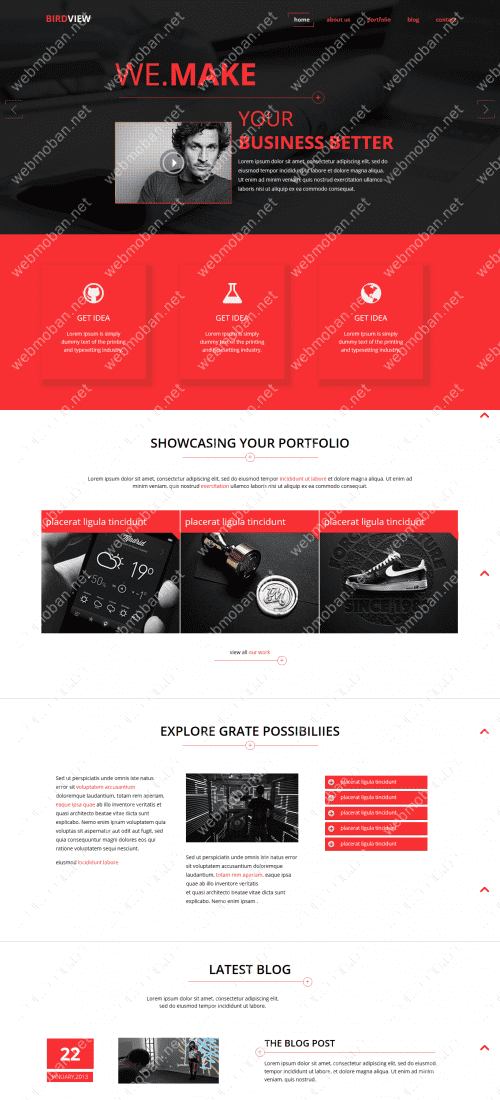 BIRDVIEW
home about us portfolio blog contact
WE.MAKE
YOUR
BUSINESS BETTER
Lorem ipsum dolor sit amet, consectetur adipiscing elit, sed do
eiusmod tempor incididunt ut labore et dolore magna aliqua.
Ut enim ad minim veniam, quis nostrud exercitation ullamco
laboris nisi ut aliquip ex ea commodo consequat.
GET IDEA GET IDEA GET IDEA
Lorem Ipsum is simply
dummy text of the printing
and typesetting industry.
Lorem Ipsum is simply
dummy text of the printing
and typesetting industry.
Lorem Ipsum is simply
dummy text of the printing
and typesetting industry.
SHOWCASING YOUR PORTFOLIO
Lorem ipsum dolor sit amet, consectetur adipiscing elit, sed do eiusmod tempor incididunt ut labore et dolore magna aliqua. Ut enim ad
minim veniam, quis nostrud exercitation ullamco laboris nisi ut aliquip ex ea commodo consequat.
placerat ligula tincidunt placerat ligula tincidunt placerat ligula tincidunt
Madrid
19°
SINCE 19
view all our work
EXPLORE GRATE POSSIBILIIES
Sed ut perspiciatis unde omnis iste natus
error sit voluptatem accusantium
doloremque laudantium, totam rem aperiam,
eaque ipsa quae ab illo inventore veritatis et
quasi architecto beatae vitae dicta sunt
explicabo. Nemo enim ipsam voluptatem quia
voluptas sit aspernatur aut odit aut fugit, sed
quia consequuntur magni dolores eos qui
ratione voluptatem sequi nesciunt.
eiusmod incididunt labore
Sed ut perspiciatis unde omnis iste natus error
sit voluptatem accusantium doloremque
laudantium, totam rem aperiam, eaque ipsa
quae ab illo inventore veritatis
et quasi architecto beatae vitae dicta sunt
explicabo. Nemo enim ipsam .
placerat ligula tincidunt
placerat ligula tincidunt
placerat ligula tincidunt
placerat ligula tincidunt
placerat ligula tincidunt
LATEST BLOG
Lorem ipsum dolor sit amet, consectetur adipiscing elit,
sed do eiusmod tempor incididunt ut labore et dolore.
22
JANUARY,2013
THE BLOG POST
Lorem ipsum dolor sit amet, consectetur adipiscing elit, sed do eiusmod
tempor incididunt ut labore et dolore magna aliqua. Ut enim ad minim
veniam, quis nostrud.
webmoban.net